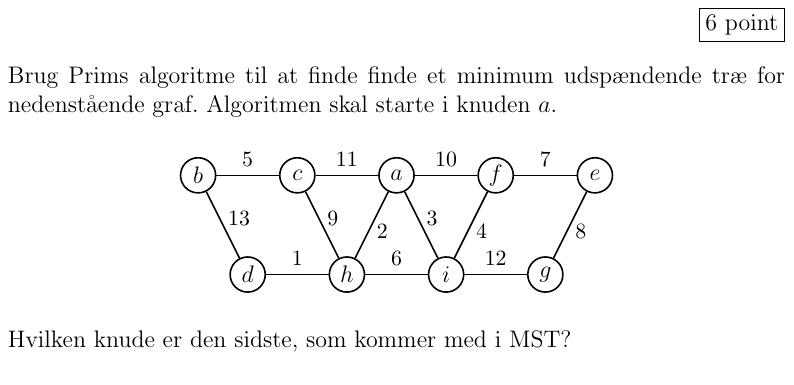 6 point
Brug Prims algoritme til at finde finde et minimum udspændende træ for
nedenstående graf. Algoritmen skal starte i knuden a.
5 11 10 7
b c a f e
13 9 2 3 4 8
1 6 12
d h i g
Hvilken knude er den sidste, som kommer med i MST?